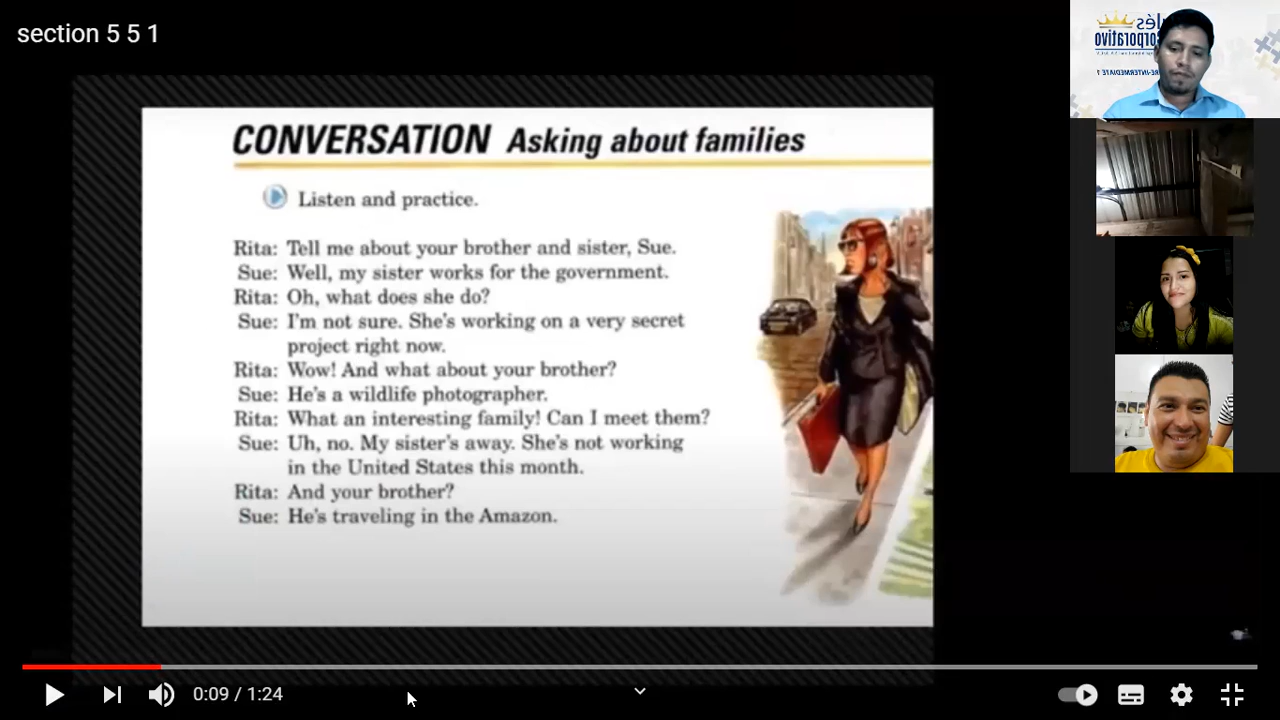 section 5 5 1
CONVERSATION Asking about families
Listen and practice.
Rita: Tell me about your brother and sister, Sue.
Sue: Well, my sister works for the government.
Rita: Oh, what does she do?
Sue: I'm not sure. She's working on a very secret
project right now.
Rita: Wow! And what about your brother?
Sue: He's a wildlife photographer.
Rita: What an interesting family! Can I meet them?
Sue: Uh, no. My sister's away. She's not working
in the United States this month.
Rita: And your brother?
Sue: He's traveling in the Amazon.
0:09 / 1:24